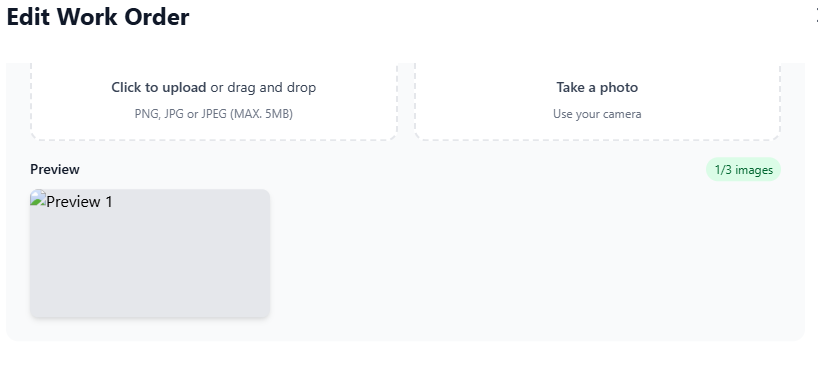 Edit Work Order
Click to upload or drag and drop
PNG, JPG or JPEG (MAX. 5MB)
Take a photo
Use your camera
Preview
1/3 images
Preview 1